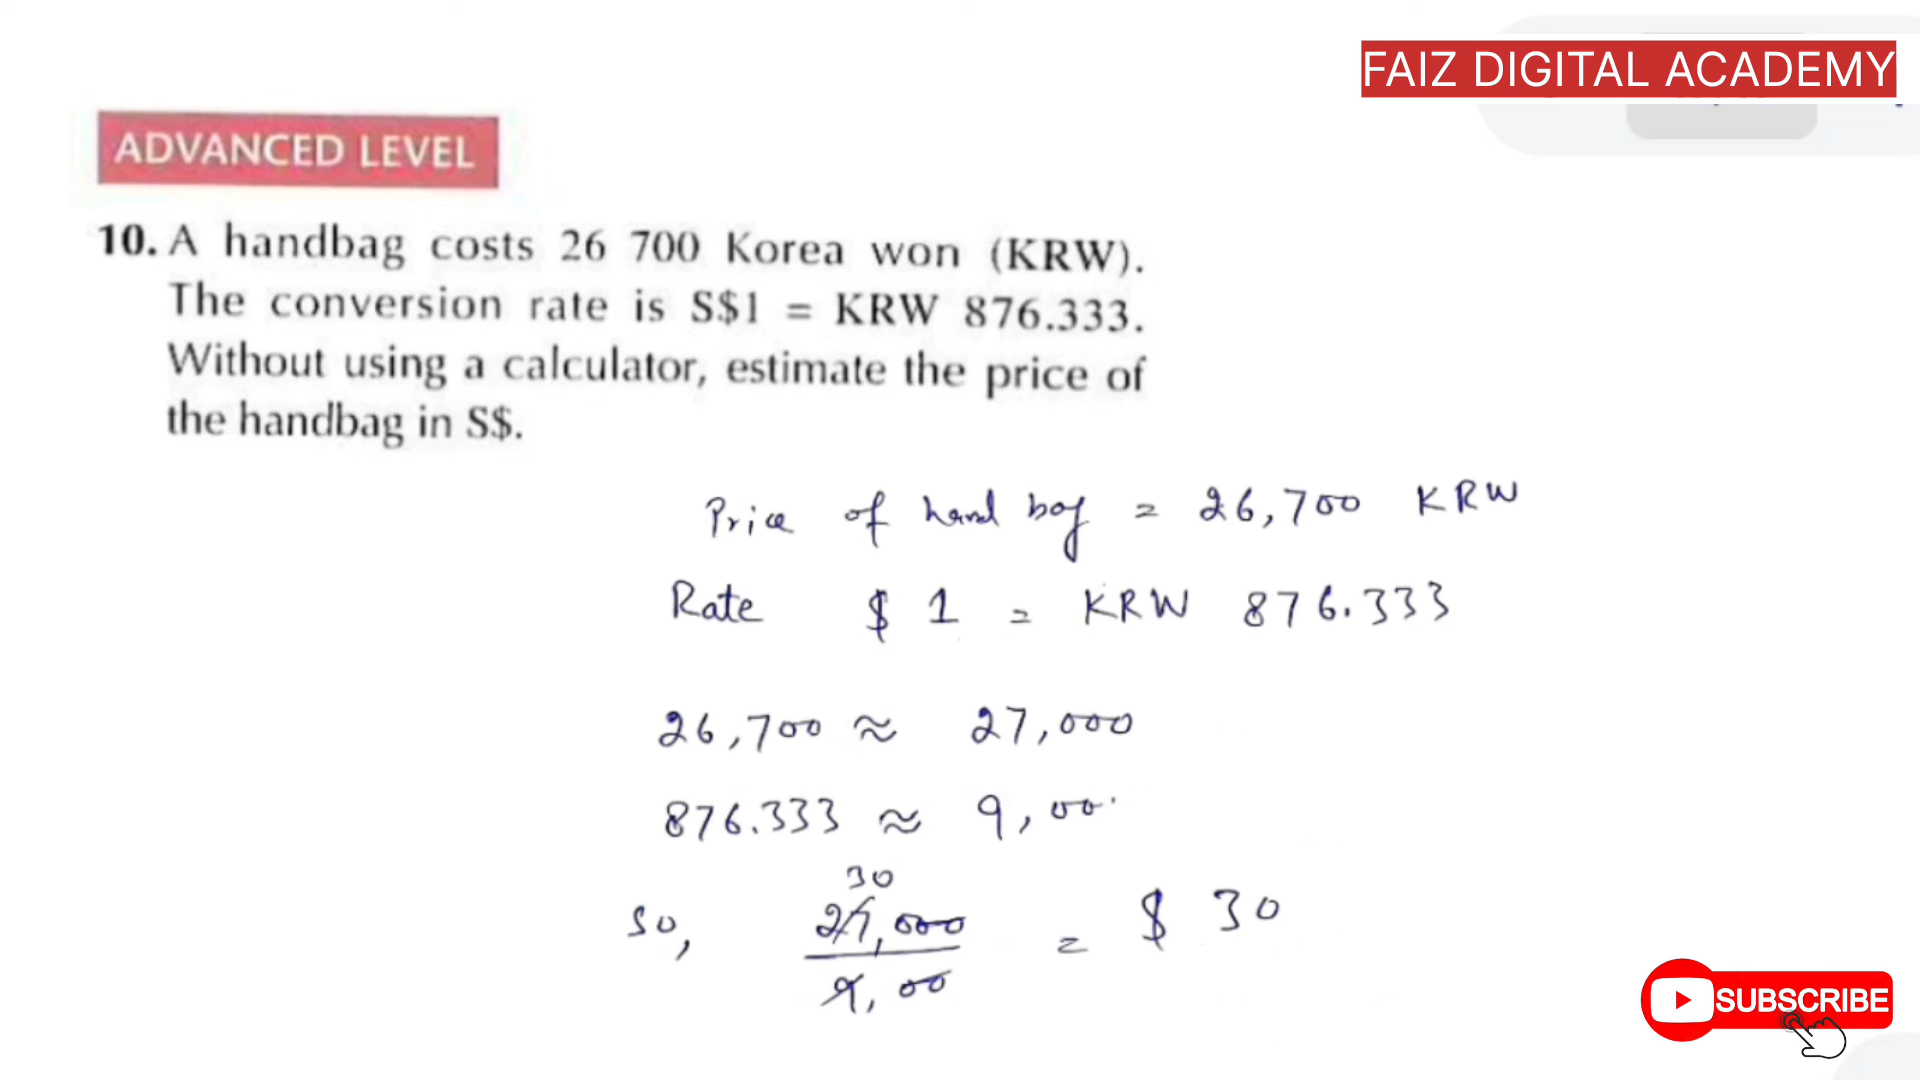 FAIZ DIGITAL ACADEMY
ADVANCED LEVEL
10. A handbag costs 26 700 Korea won (KRW).
The conversion rate is S$1 = KRW 876.333.
Without using a calculator, estimate the price of
the handbag in S$.
Price of hand bag = 26,700 KRW
Rate $ 1 = KRW 876.333
26,700 ≈ 27,000
876.333 ≈ 9,00
30
so, 27,000 = $ 30
9,00
SUBSCRIBE